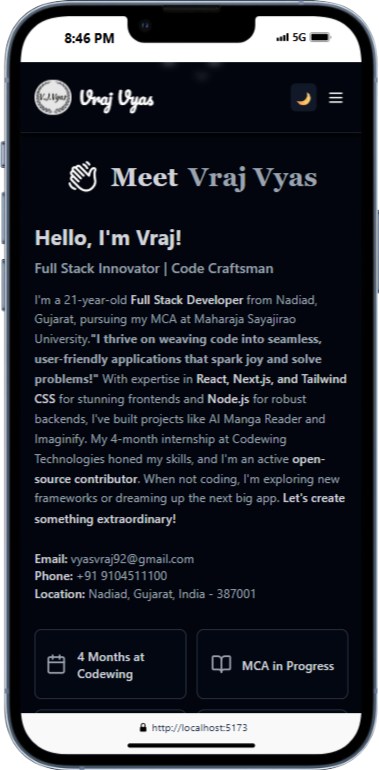 8:46 PM 5G
V.J.Vyas Vraj Vyas
Meet Vraj Vyas
Hello, I'm Vraj!
Full Stack Innovator | Code Craftsman
I'm a 21-year-old Full Stack Developer from Nadiad,
Gujarat, pursuing my MCA at Maharaja Sayajirao
University."I thrive on weaving code into seamless,
user-friendly applications that spark joy and solve
problems!" With expertise in React, Next.js, and Tailwind
CSS for stunning frontends and Node.js for robust
backends, I've built projects like AI Manga Reader and
Imaginify. My 4-month internship at Codewing
Technologies honed my skills, and I'm an active open-
source contributor. When not coding, I'm exploring new
frameworks or dreaming up the next big app. Let's create
something extraordinary!
Email: vyasvraj92@gmail.com
Phone: +91 9104511100
Location: Nadiad, Gujarat, India - 387001
4 Months at
Codewing
MCA in Progress
http://localhost:5173